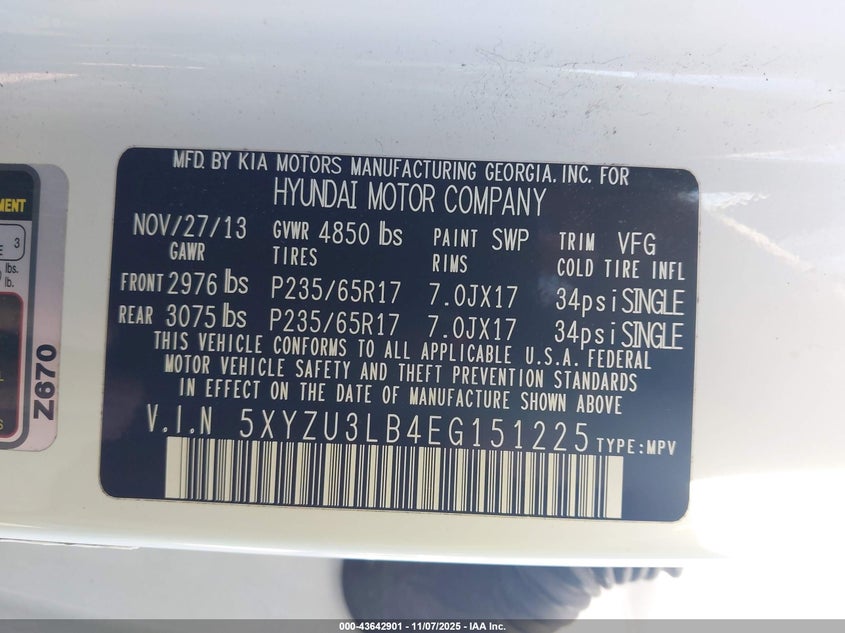 MFD. BY KIA MOTORS MANUFACTURING GEORGIA. INC. FOR
HYUNDAI MOTOR COMPANY
NOV/27/13 GVWR 4850 lbs PAINT SWP TRIM VFG
GAWR TIRES RIMS COLD TIRE INFL
FRONT 2976 lbs P235/65R17 7.0JX17 34psi SINGLE
REAR 3075 lbs P235/65R17 7.0JX17 34psi SINGLE
THIS VEHICLE CONFORMS TO ALL APPLICABLE U.S.A. FEDERAL
MOTOR VEHICLE SAFETY AND THEFT PREVENTION STANDARDS
IN EFFECT ON THE DATE OF MANUFACTURE SHOWN ABOVE
V.I.N 5XYZU3LB4EG151225 TYPE:MPV
MENT
3
lbs.
lb.
Z670
000-43642901 - 11/07/2025 - IAA Inc.